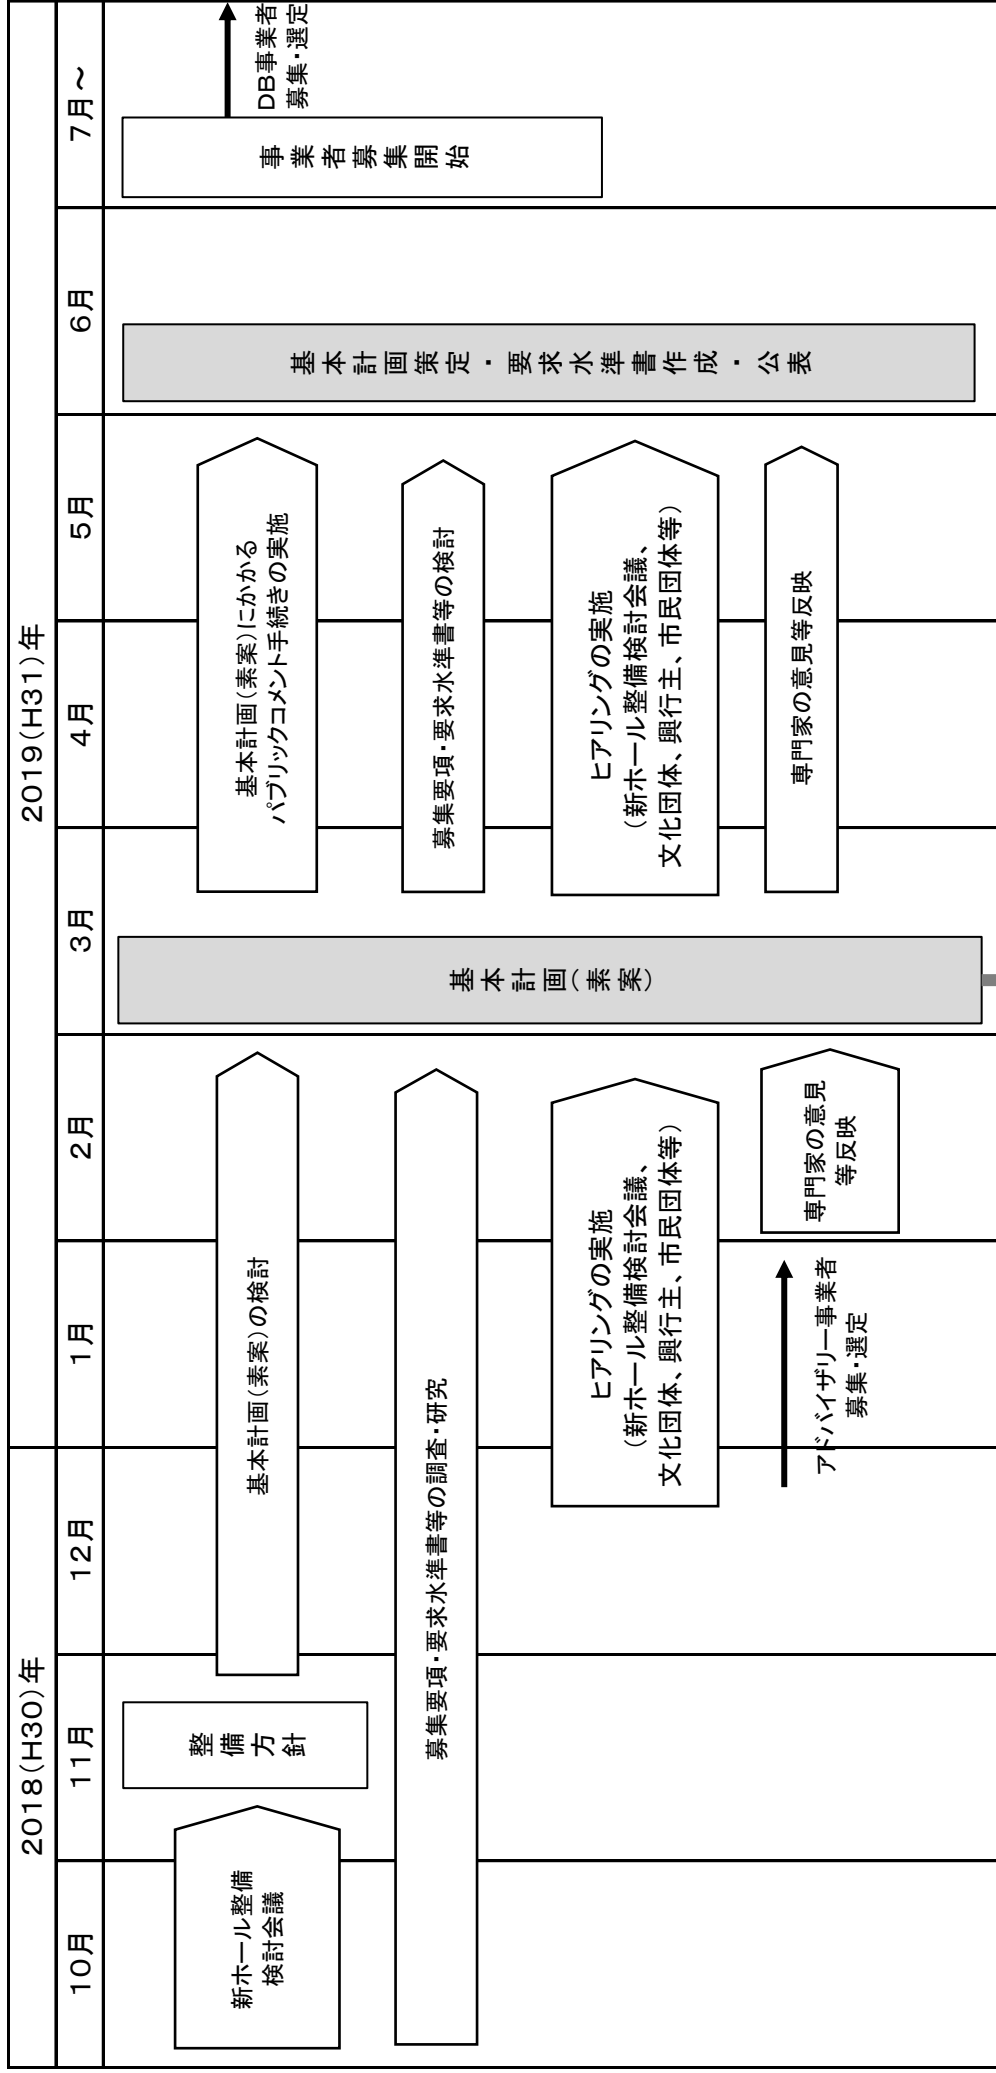 2018(H30)年
2019(H31)年
10月
11月
12月
1月
2月
3月
4月
5月
6月
7月～
新ホール整備
検討会議
整備方針
基本計画(素案)の検討
募集要項・要求水準書等の調査・研究
ヒアリングの実施
(新ホール整備検討会議、
文化団体、興行主、市民団体等)
アドバイザリー事業者
募集・選定
専門家の意見
等反映
基本計画(素案)
基本計画(素案)にかかる
パブリックコメント手続きの実施
募集要項・要求水準書等の検討
ヒアリングの実施
(新ホール整備検討会議、
文化団体、興行主、市民団体等)
専門家の意見等反映
基本計画策定・要求水準書作成・公表
事業者募集開始
DB事業者
募集・選定